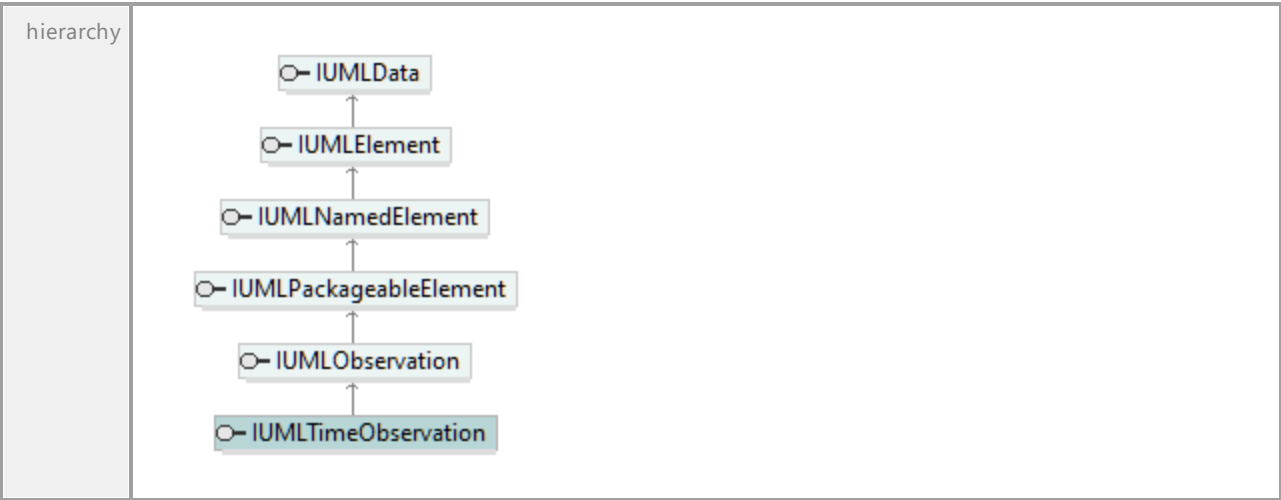 hierarchy
IUMLData
IUMLElement
IUMLNamedElement
IUMLPackageableElement
IUMLObservation
IUMLTimeObservation